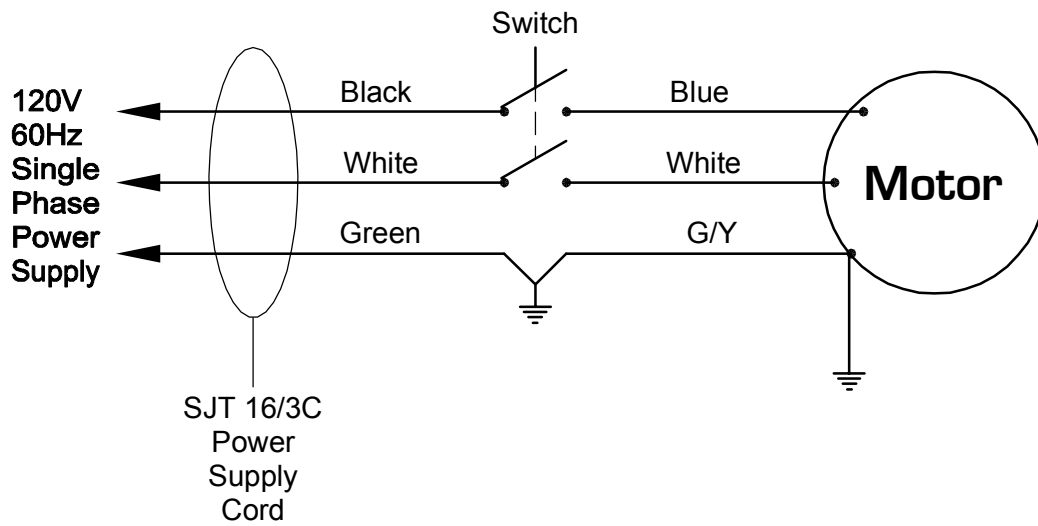 Switch
120V
60Hz
Single
Phase
Power
Supply
Black
Blue
White
White
Green
G/Y
Motor
SJT 16/3C
Power
Supply
Cord